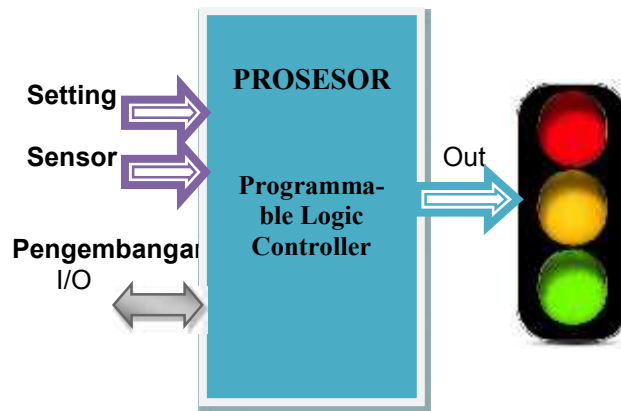 PROSESOR
Setting
Sensor
Out
Programma-
ble Logic
Controller
Pengembangan
I/O